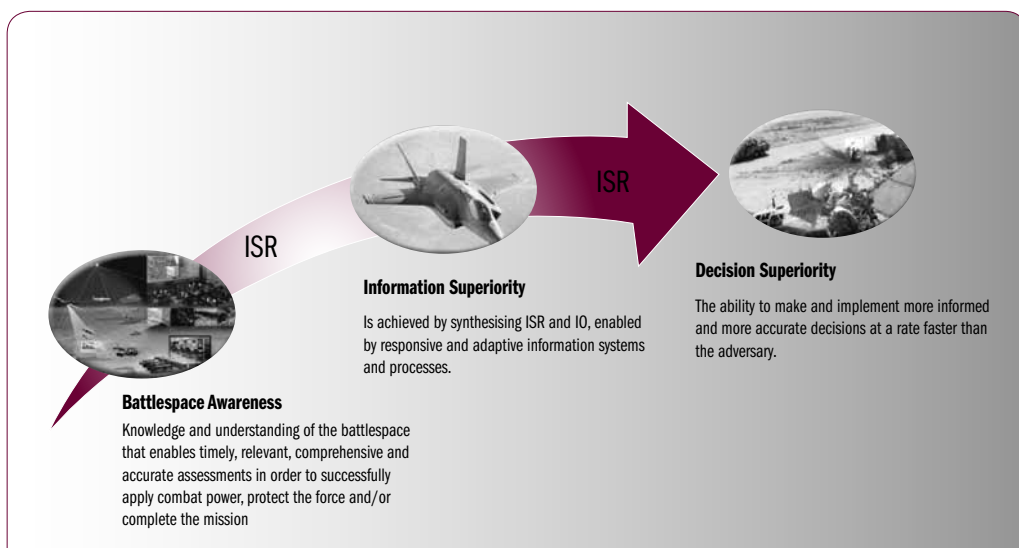 ISR
ISR
Battlespace Awareness
Knowledge and understanding of the battlespace
that enables timely, relevant, comprehensive and
accurate assessments in order to successfully
apply combat power, protect the force and/or
complete the mission
Information Superiority
Is achieved by synthesising ISR and IO, enabled
by responsive and adaptive information systems
and processes.
Decision Superiority
The ability to make and implement more informed
and more accurate decisions at a rate faster than
the adversary.